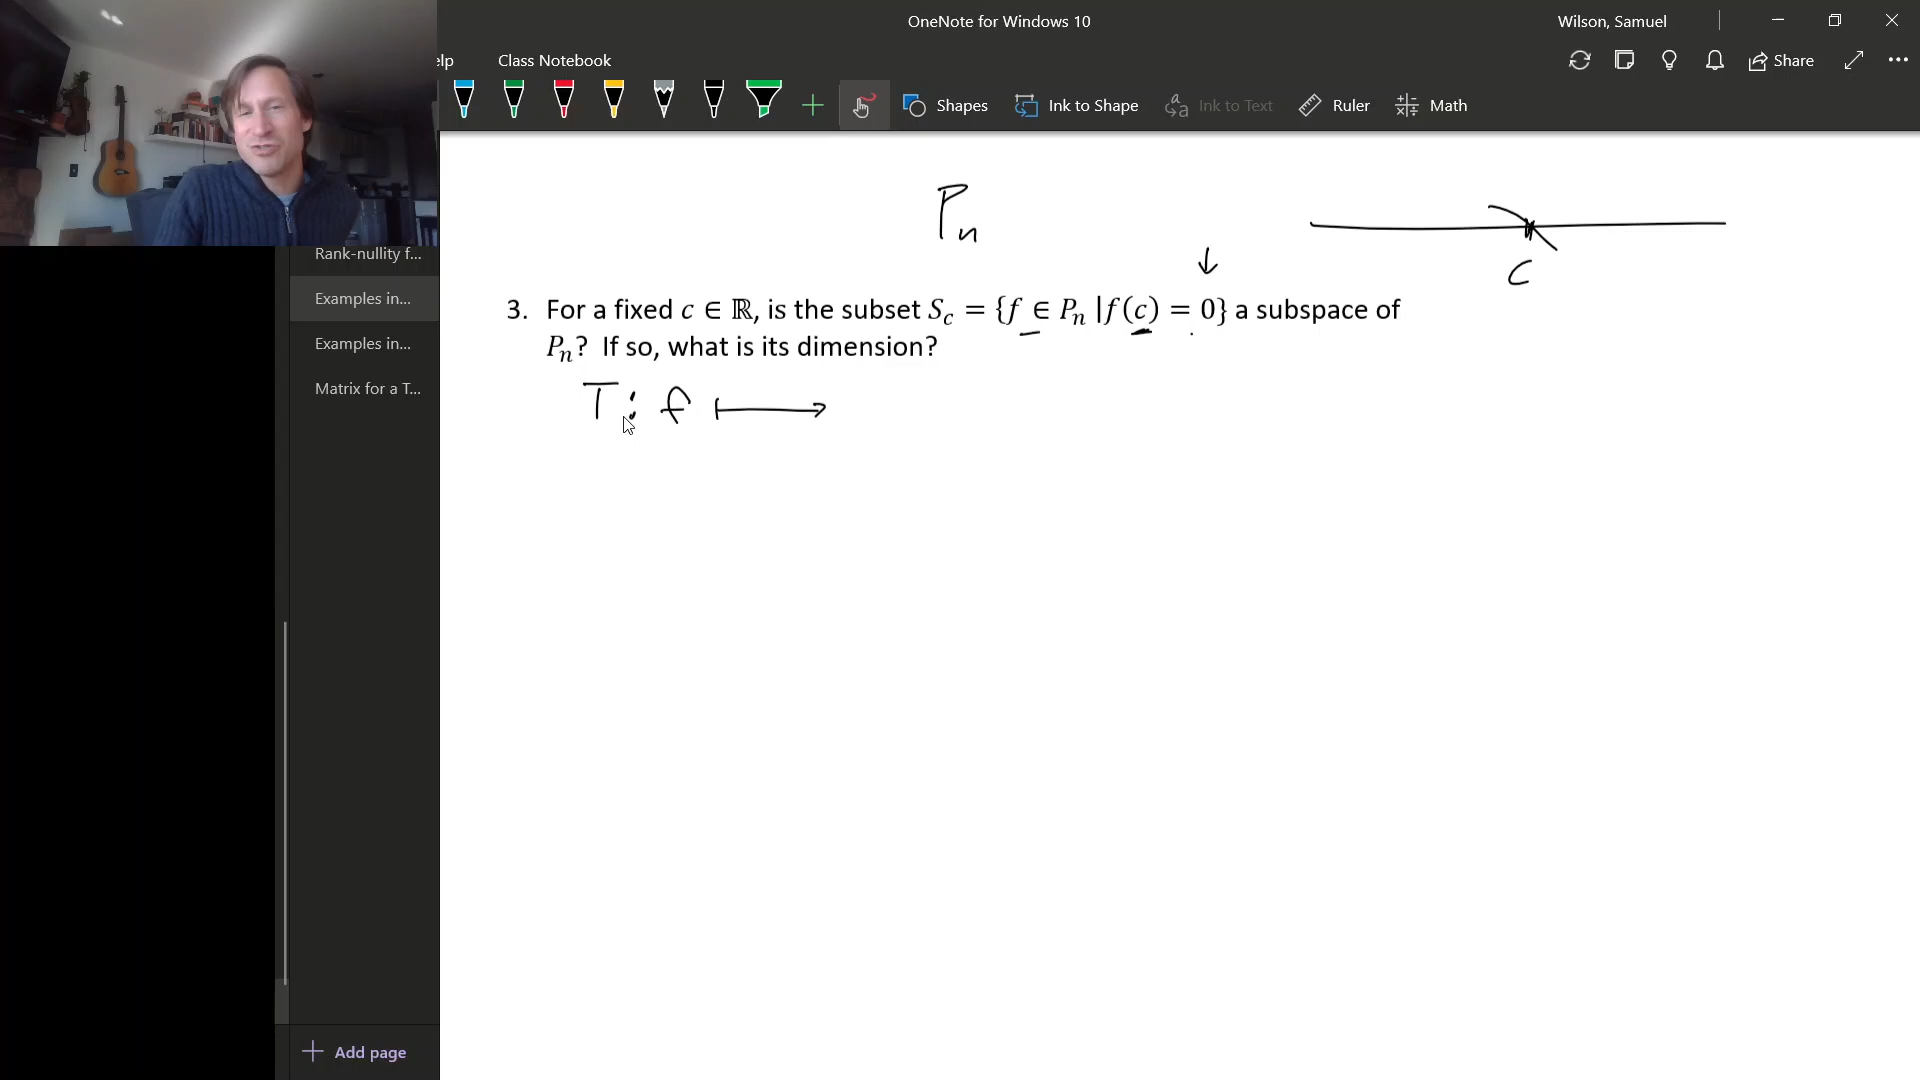 OneNote for Windows 10
Wilson, Samuel
elp
Class Notebook
Share
Shapes
Ink to Shape
Ink to Text
Ruler
Math
Rank-nullity f...
Examples in...
Examples in...
Matrix for a T...
Add page
Pₙ
C
3. For a fixed c ∈ ℝ, is the subset S_c = {f ∈ Pₙ |f(c) = 0} a subspace of
Pₙ? If so, what is its dimension?
T : f ↦